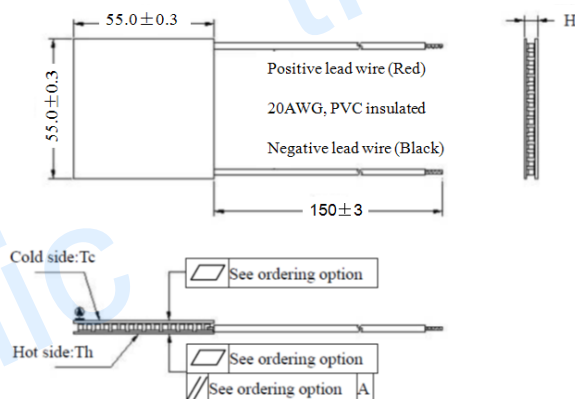 55.0±0.3
H
55.0±0.3
Positive lead wire (Red)
20AWG, PVC insulated
Negative lead wire (Black)
150±3
Cold side:Tc
See ordering option
A
Hot side:Th
See ordering option
See ordering option A